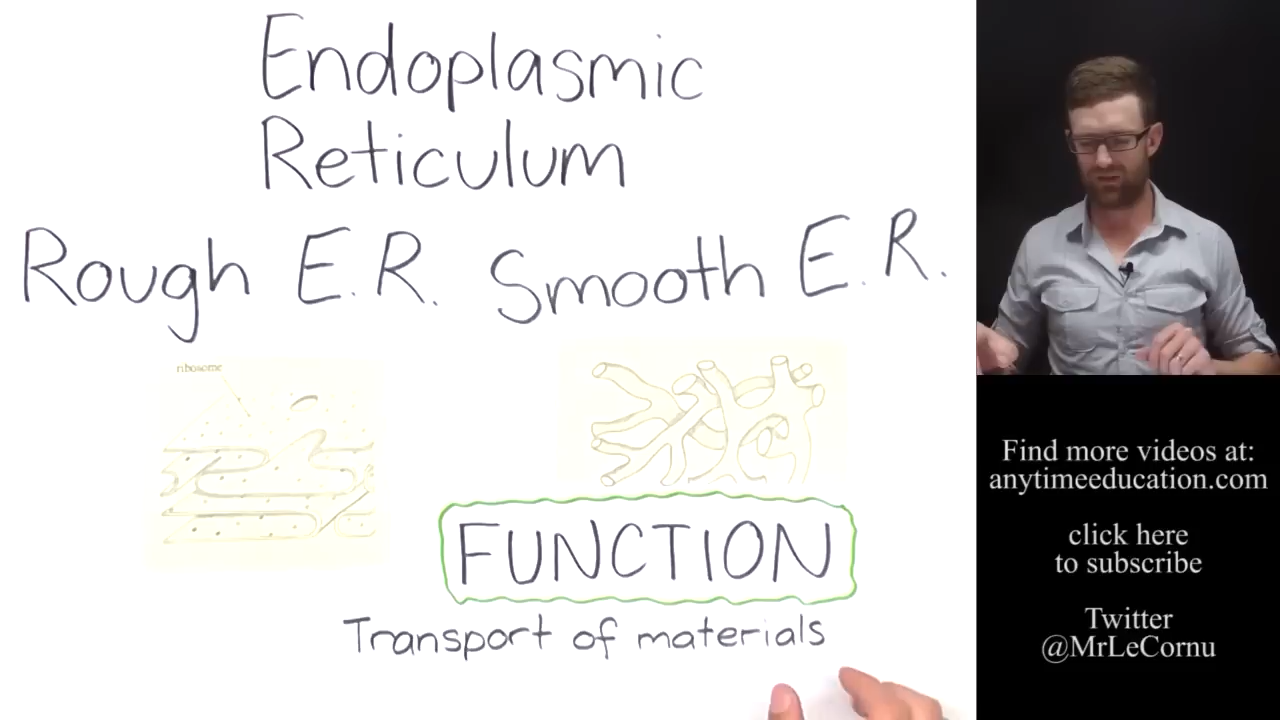 Endoplasmic
Reticulum
Rough E.R. Smooth E.R.
ribosome
FUNCTION
Transport of materials
Find more videos at:
anytimeeducation.com
click here
to subscribe
Twitter
@MrLeCornu